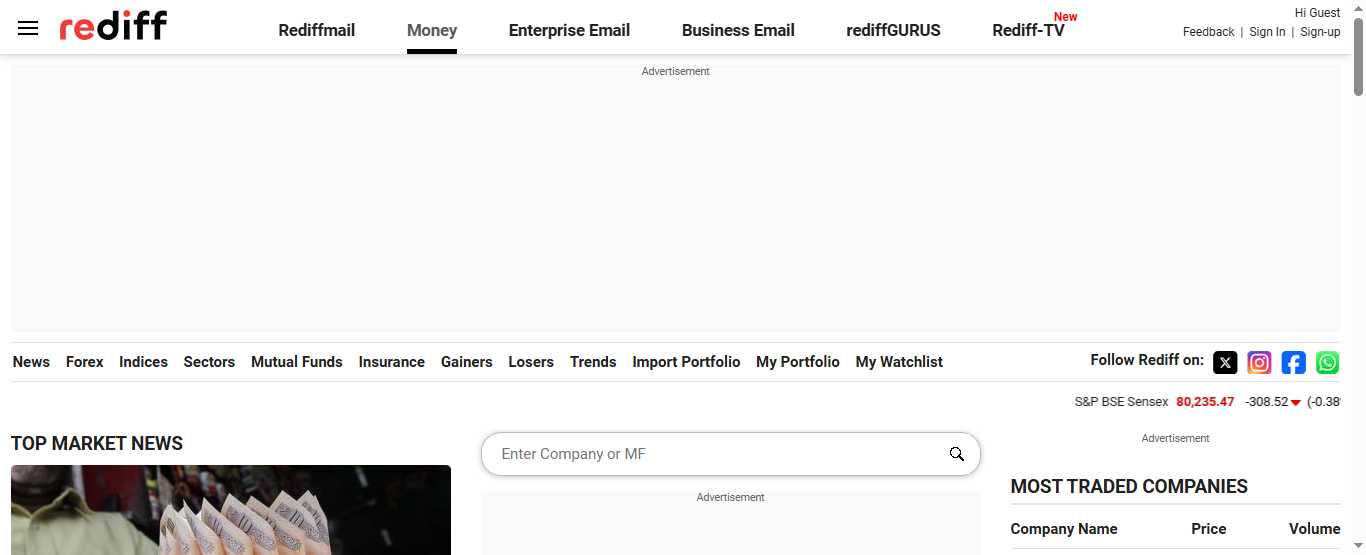 rediff
Rediffmail Money Enterprise Email Business Email rediffGURUS Rediff-TV New
Hi Guest
Feedback | Sign In | Sign-up
Advertisement
News Forex Indices Sectors Mutual Funds Insurance Gainers Losers Trends Import Portfolio My Portfolio My Watchlist Follow Rediff on:
S&P BSE Sensex 80,235.47 -308.52 (-0.38
TOP MARKET NEWS
Enter Company or MF
Advertisement
Advertisement
MOST TRADED COMPANIES
Company Name Price Volume